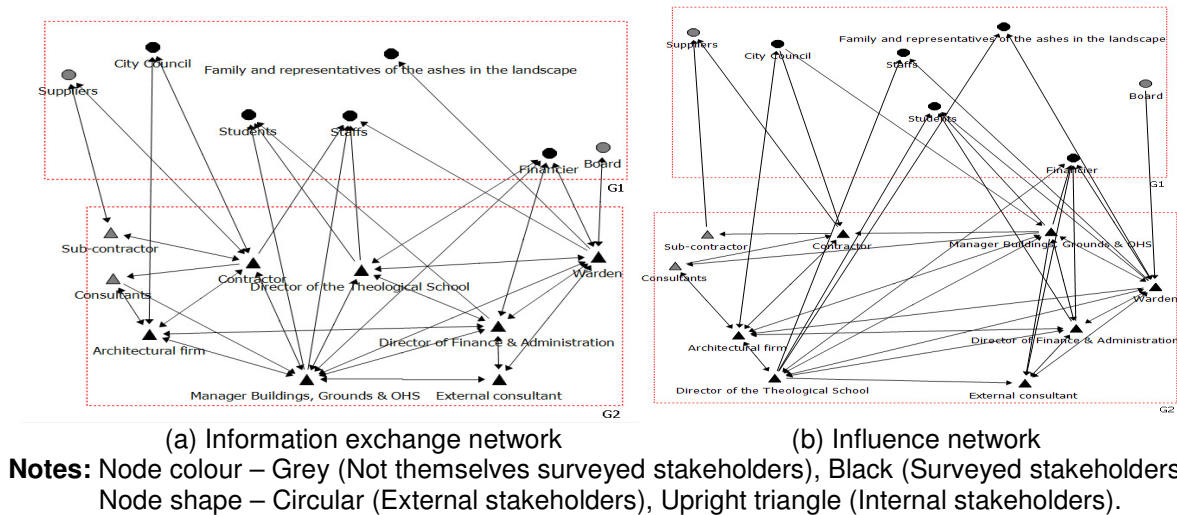 City Council
Family and representatives of the ashes in the landscape
Suppliers
Students
Staffs
Financier
Board
G1
Sub-contractor
Contractor
Director of the Theological School
Warden
Consultants
Architectural firm
Director of Finance & Administration
Manager Buildings, Grounds & OHS
External consultant
G2
Suppliers
City Council
Family and representatives of the ashes in the landscape
Staffs
Board
Students
Financier
G1
Sub-contractor
Contractor
Manager Buildings, Grounds & OHS
Consultants
Warden
Architectural firm
Director of Finance & Administration
Director of the Theological School
External consultant
G2
(a) Information exchange network
(b) Influence network
Notes: Node colour – Grey (Not themselves surveyed stakeholders), Black (Surveyed stakeholders
Node shape – Circular (External stakeholders), Upright triangle (Internal stakeholders).